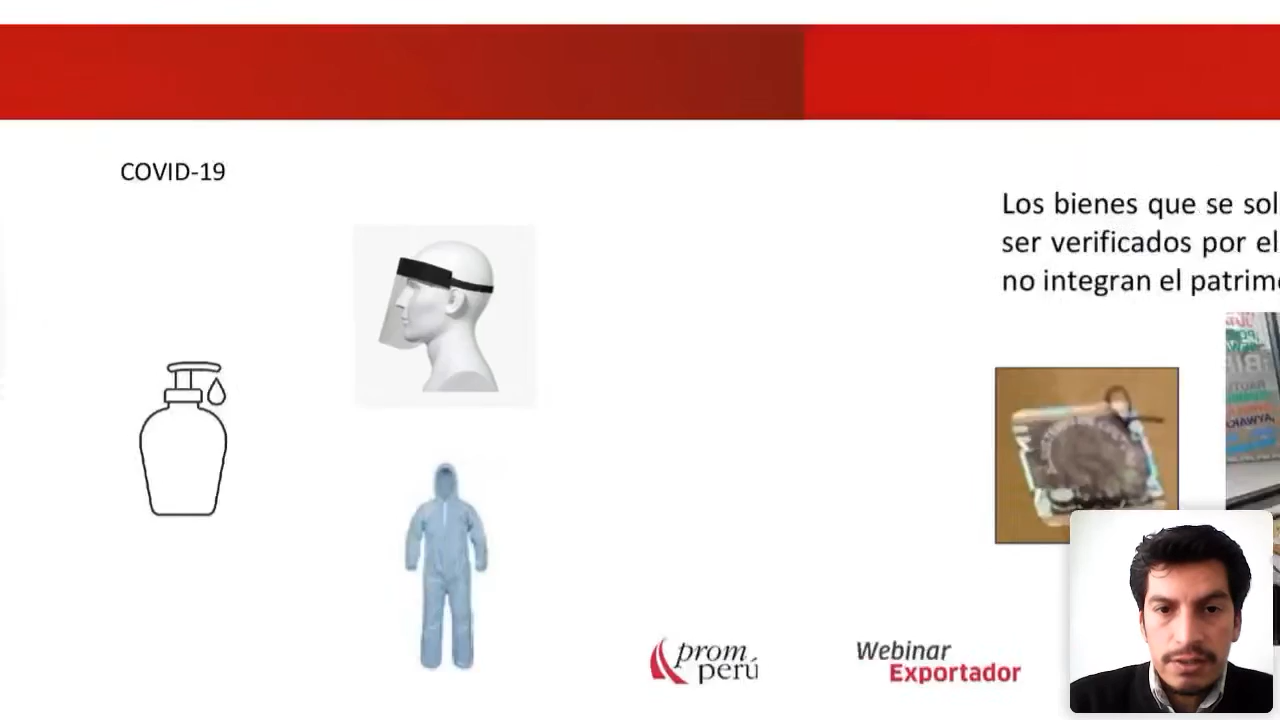 COVID-19
Los bienes que se sol
ser verificados por el
no integran el patrim
prom
perú
Webinar
Exportador